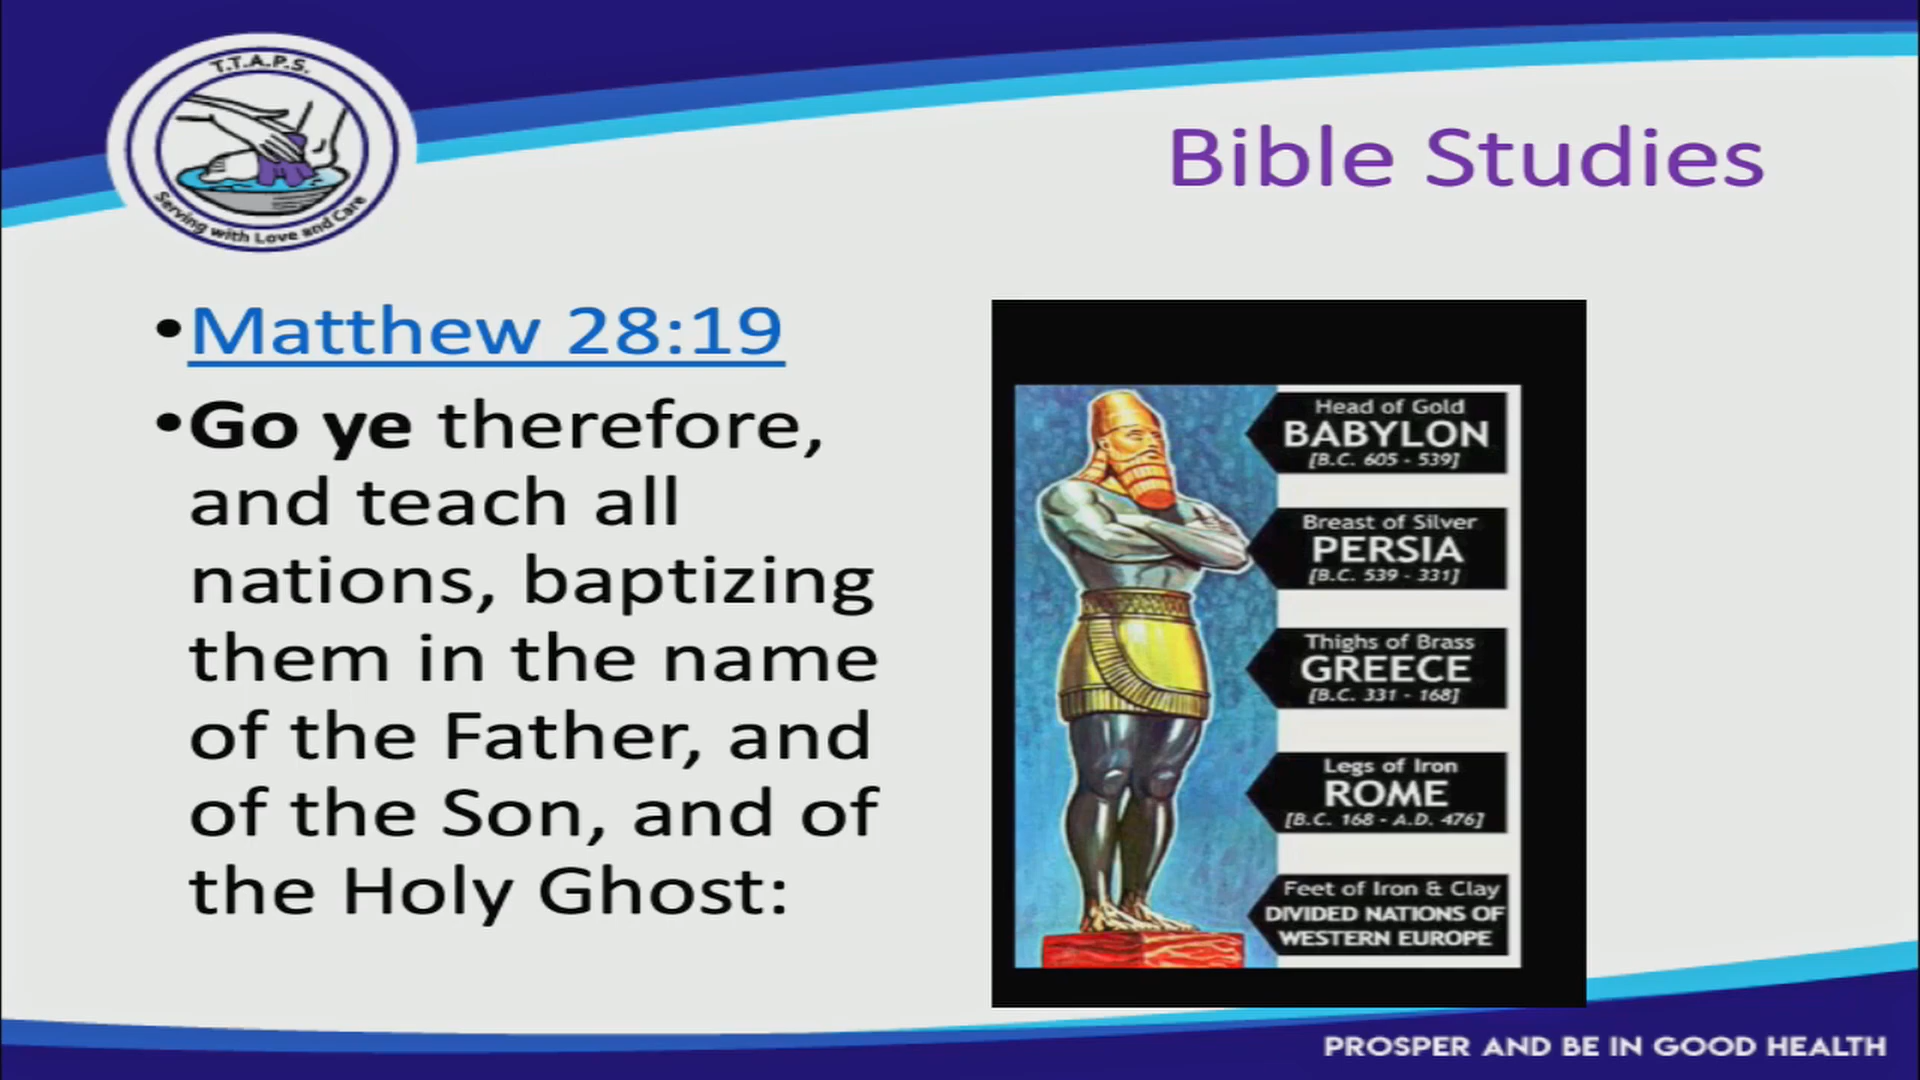 T.T.A.P.S.
Serving with Love and Care
Bible Studies
•Matthew 28:19
•Go ye therefore,
and teach all
nations, baptizing
them in the name
of the Father, and
of the Son, and of
the Holy Ghost:
Head of Gold
BABYLON
[B.C. 605 - 539]
Breast of Silver
PERSIA
[B.C. 539 - 331]
Thighs of Brass
GREECE
[B.C. 331 - 168]
Legs of Iron
ROME
[B.C. 168 - A.D. 476]
Feet of Iron & Clay
DIVIDED NATIONS OF
WESTERN EUROPE
PROSPER AND BE IN GOOD HEALTH